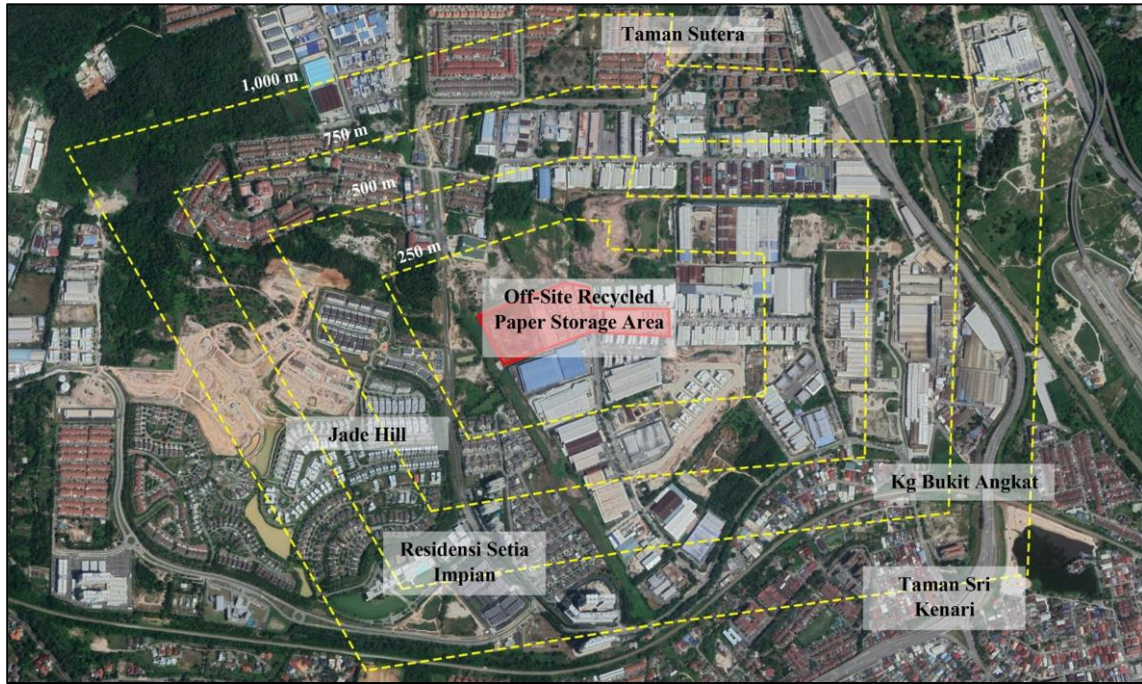 Taman Sutera
1,000 m
750 m
500 m
250 m
Off-Site Recycled
Paper Storage Area
Jade Hill
Kg Bukit Angkat
Residensi Setia
Impian
Taman Sri
Kenari